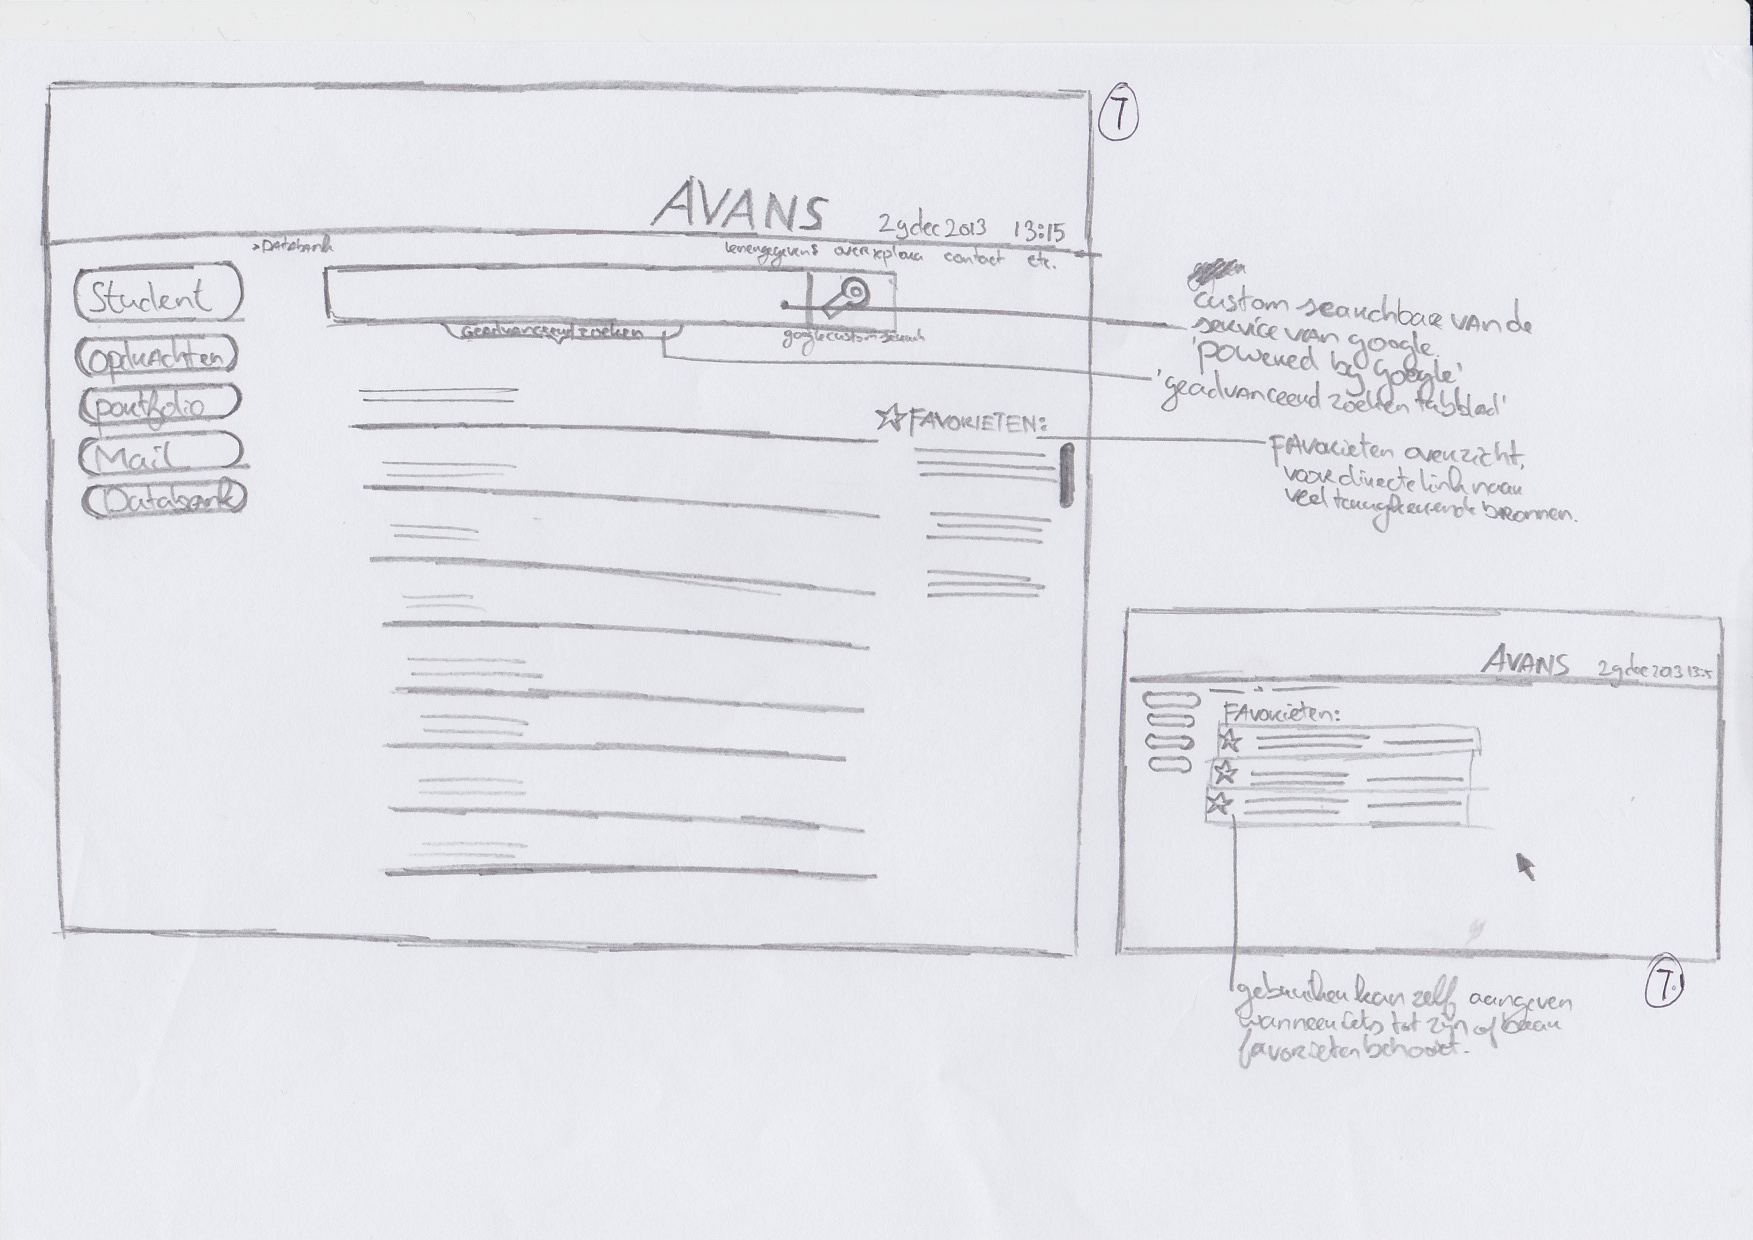 7
AVANS
29 dec 2013 13:15
>Databank
contact etc.
Student
Geadvanceerd zoeken
google custom search
opdrachten
portfolio
Mail
Databank
custom searchbar van de
service van google.
'powered by google'
'geadvanceerd zoeken tabblad'
FAVORIETEN:
FAvorieten overzicht,
voor directe link naar
veel terugkerende bronnen.
AVANS 29 dec 2013 13:15
FAvorieten:
7.
gebruiker kan zelf aangeven
wanneer iets tot zijn of haar
favorieten behoort.